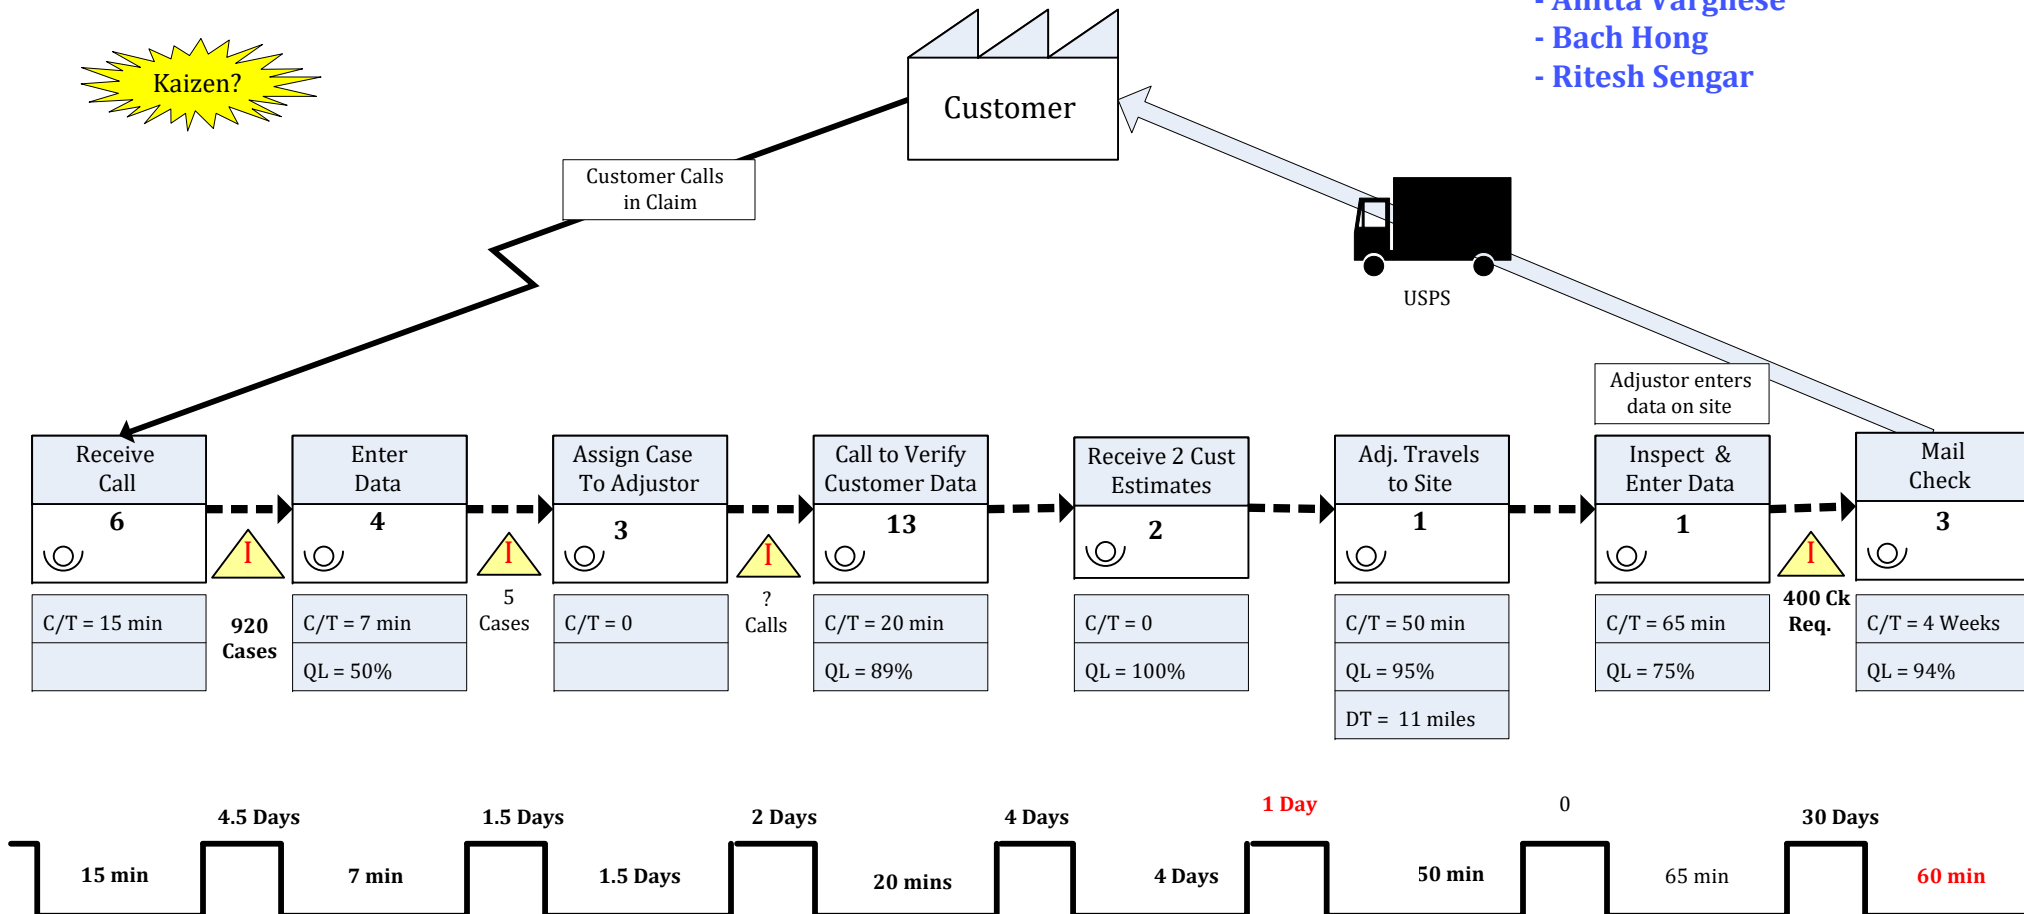 - Anitta Varghese
- Bach Hong
- Ritesh Sengar
Kaizen?
Customer
Customer Calls
in Claim
USPS
Adjustor enters
data on site
Receive
Call
6
C/T = 15 min
I
920
Cases
Enter
Data
4
C/T = 7 min
QL = 50%
I
5
Cases
Assign Case
To Adjustor
3
C/T = 0
I
?
Calls
Call to Verify
Customer Data
13
C/T = 20 min
QL = 89%
Receive 2 Cust
Estimates
2
C/T = 0
QL = 100%
Adj. Travels
to Site
1
C/T = 50 min
QL = 95%
DT = 11 miles
Inspect &
Enter Data
1
C/T = 65 min
QL = 75%
I
400 Ck
Req.
Mail
Check
3
C/T = 4 Weeks
QL = 94%
4.5 Days
1.5 Days
2 Days
4 Days
1 Day
0
30 Days
15 min
7 min
1.5 Days
20 mins
4 Days
50 min
65 min
60 min